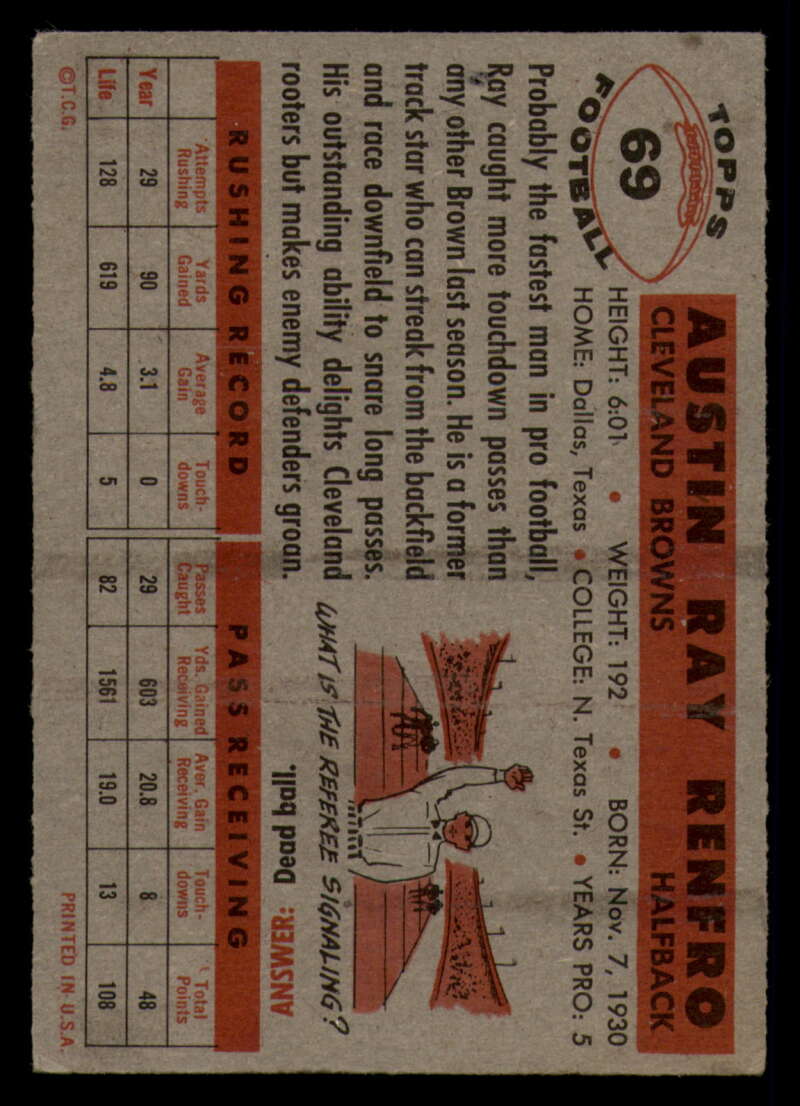 TOPPS
69
FOOTBALL
AUSTIN RAY RENFRO
CLEVELAND BROWNS HALFBACK
HEIGHT: 6:01 • WEIGHT: 192 • BORN: Nov. 7, 1930
HOME: Dallas, Texas • COLLEGE: N. Texas St. • YEARS PRO: 5
Probably the fastest man in pro football,
Ray caught more touchdown passes than
any other Brown last season. He is a former
track star who can streak from the backfield
and race downfield to snare long passes.
His outstanding ability delights Cleveland
rooters but makes enemy defenders groan.
WHAT IS THE REFEREE SIGNALING?
ANSWER: Dead ball.
RUSHING RECORD PASS RECEIVING
Attempts Rushing Yards Gained Average Gain Touch-downs Passes Caught Yds. Gained Receiving Aver. Gain Receiving Touch-downs Total Points
Year 29 90 3.1 0 29 603 20.8 8 48
Life 128 619 4.8 5 82 1561 19.0 13 108
©T.C.G. PRINTED IN U.S.A.